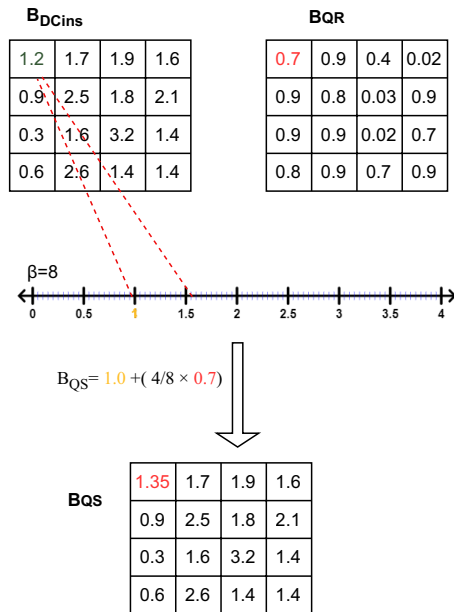 BDCins
BQR
1.2 1.7 1.9 1.6
0.7 0.9 0.4 0.02
0.9 2.5 1.8 2.1
0.9 0.8 0.03 0.9
0.3 1.6 3.2 1.4
0.9 0.9 0.02 0.7
0.6 2.6 1.4 1.4
0.8 0.9 0.7 0.9
β=8
0 0.5 1 1.5 2 2.5 3 3.5 4
BQS= 1.0 +( 4/8 × 0.7)
BQS
1.35 1.7 1.9 1.6
0.9 2.5 1.8 2.1
0.3 1.6 3.2 1.4
0.6 2.6 1.4 1.4